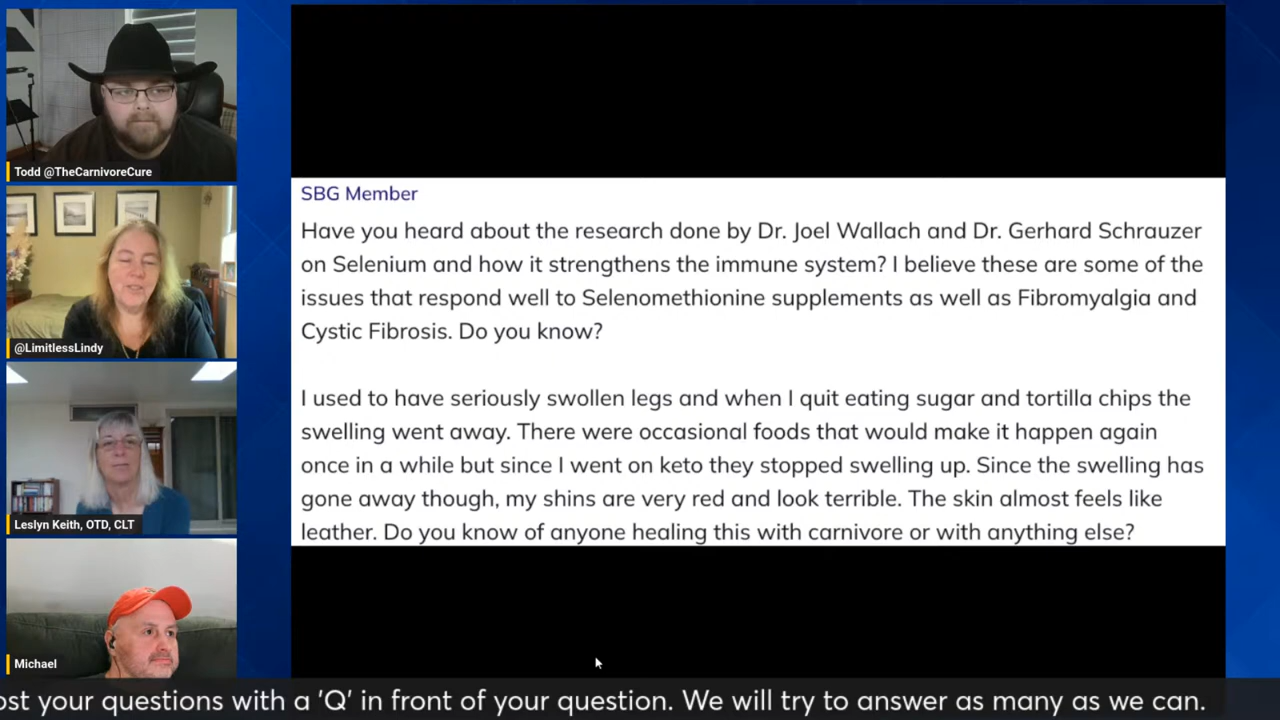 Todd @TheCarnivoreCure
@LimitlessLindy
Leslyn Keith, OTD, CLT
Michael
SBG Member
Have you heard about the research done by Dr. Joel Wallach and Dr. Gerhard Schrauzer
on Selenium and how it strengthens the immune system? I believe these are some of the
issues that respond well to Selenomethionine supplements as well as Fibromyalgia and
Cystic Fibrosis. Do you know?
I used to have seriously swollen legs and when I quit eating sugar and tortilla chips the
swelling went away. There were occasional foods that would make it happen again
once in a while but since I went on keto they stopped swelling up. Since the swelling has
gone away though, my shins are very red and look terrible. The skin almost feels like
leather. Do you know of anyone healing this with carnivore or with anything else?
ost your questions with a 'Q' in front of your question. We will try to answer as many as we can.